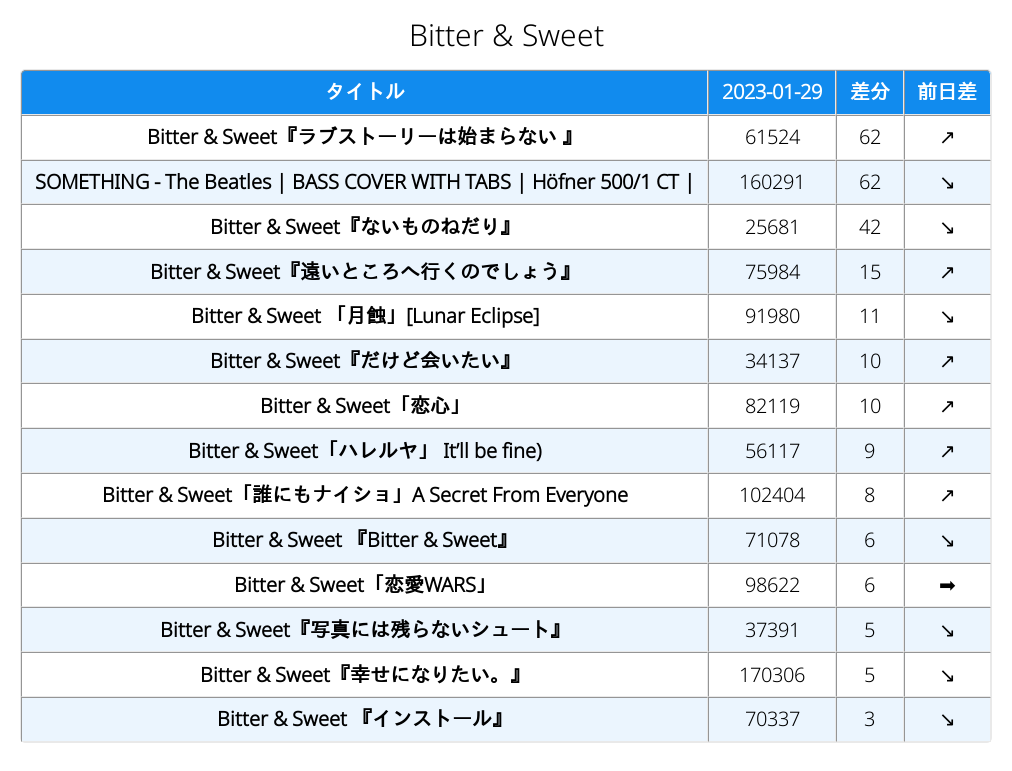 Bitter & Sweet
タイトル 2023-01-29 差分 前日差
Bitter & Sweet『ラブストーリーは始まらない 』 61524 62 ↗
SOMETHING - The Beatles | BASS COVER WITH TABS | Höfner 500/1 CT | 160291 62 ↘
Bitter & Sweet『ないものねだり』 25681 42 ↘
Bitter & Sweet『遠いところへ行くのでしょう』 75984 15 ↗
Bitter & Sweet 「月蝕」[Lunar Eclipse] 91980 11 ↘
Bitter & Sweet『だけど会いたい』 34137 10 ↗
Bitter & Sweet「恋心」 82119 10 ↗
Bitter & Sweet「ハレルヤ」 It’ll be fine) 56117 9 ↗
Bitter & Sweet「誰にもナイショ」A Secret From Everyone 102404 8 ↗
Bitter & Sweet 『Bitter & Sweet』 71078 6 ↘
Bitter & Sweet「恋愛WARS」 98622 6 ➡
Bitter & Sweet『写真には残らないシュート』 37391 5 ↘
Bitter & Sweet『幸せになりたい。』 170306 5 ↘
Bitter & Sweet 『インストール』 70337 3 ↘